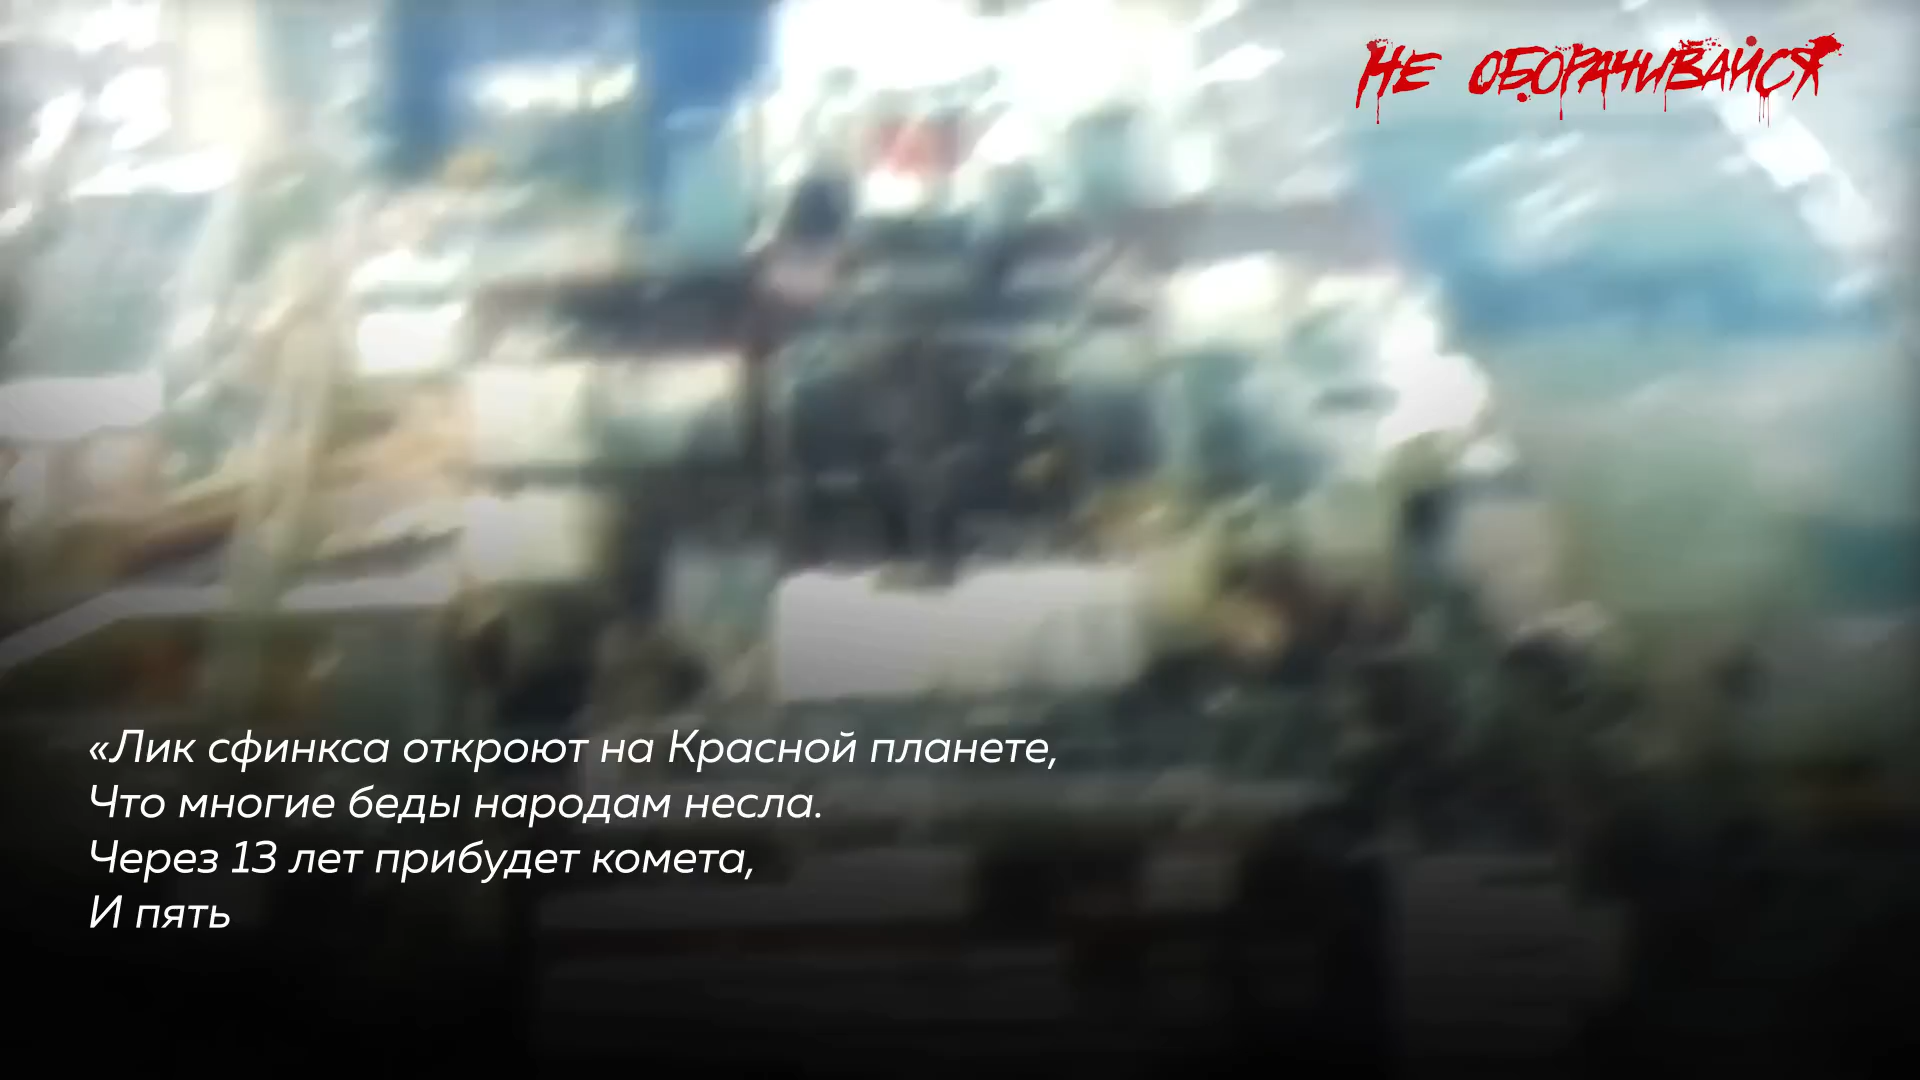 НЕ ОБОРАЧИВАЙСЯ
«Лик сфинкса откроют на Красной планете,
Что многие беды народам несла.
Через 13 лет прибудет комета,
И пять